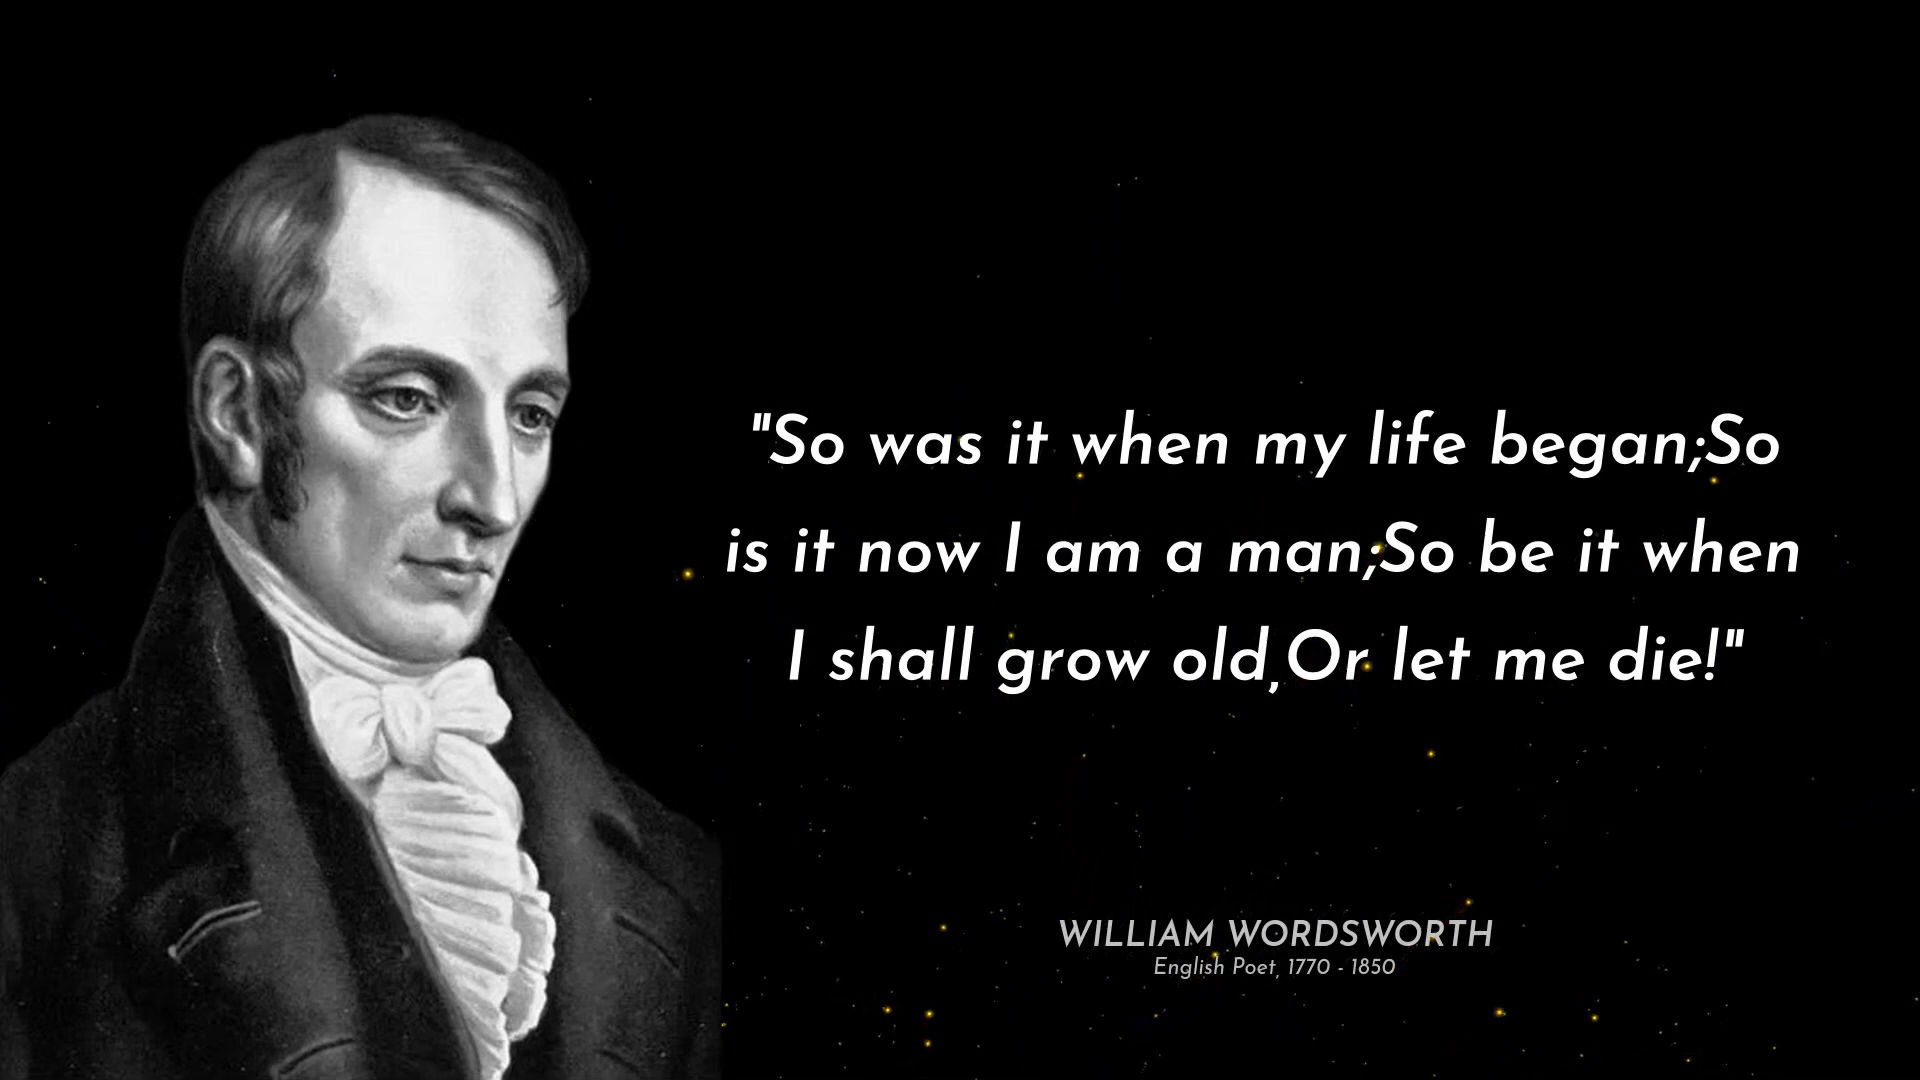 "So was it when my life began;So
is it now I am a man;So be it when
I shall grow old,Or let me die!"
WILLIAM WORDSWORTH
English Poet, 1770 - 1850